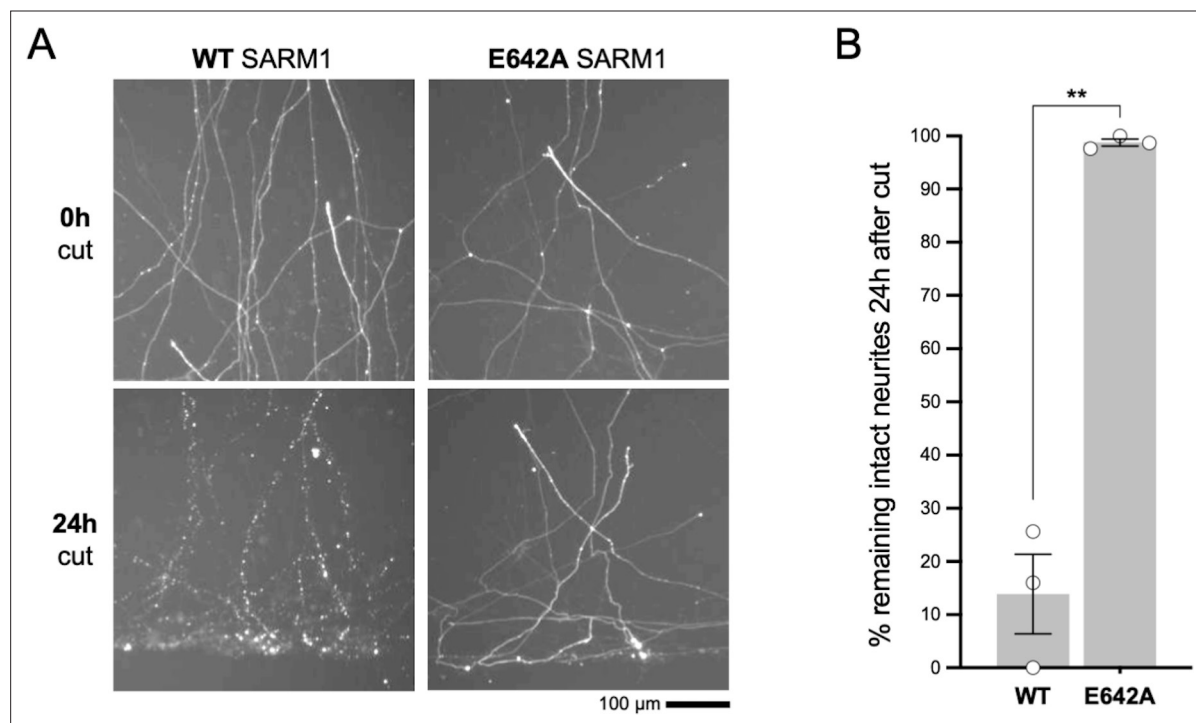 A
WT SARM1
E642A SARM1
0h
cut
24h
cut
100 µm
B
**
% remaining intact neurites 24h after cut
100
90
80
70
60
50
40
30
20
10
0
WT
E642A